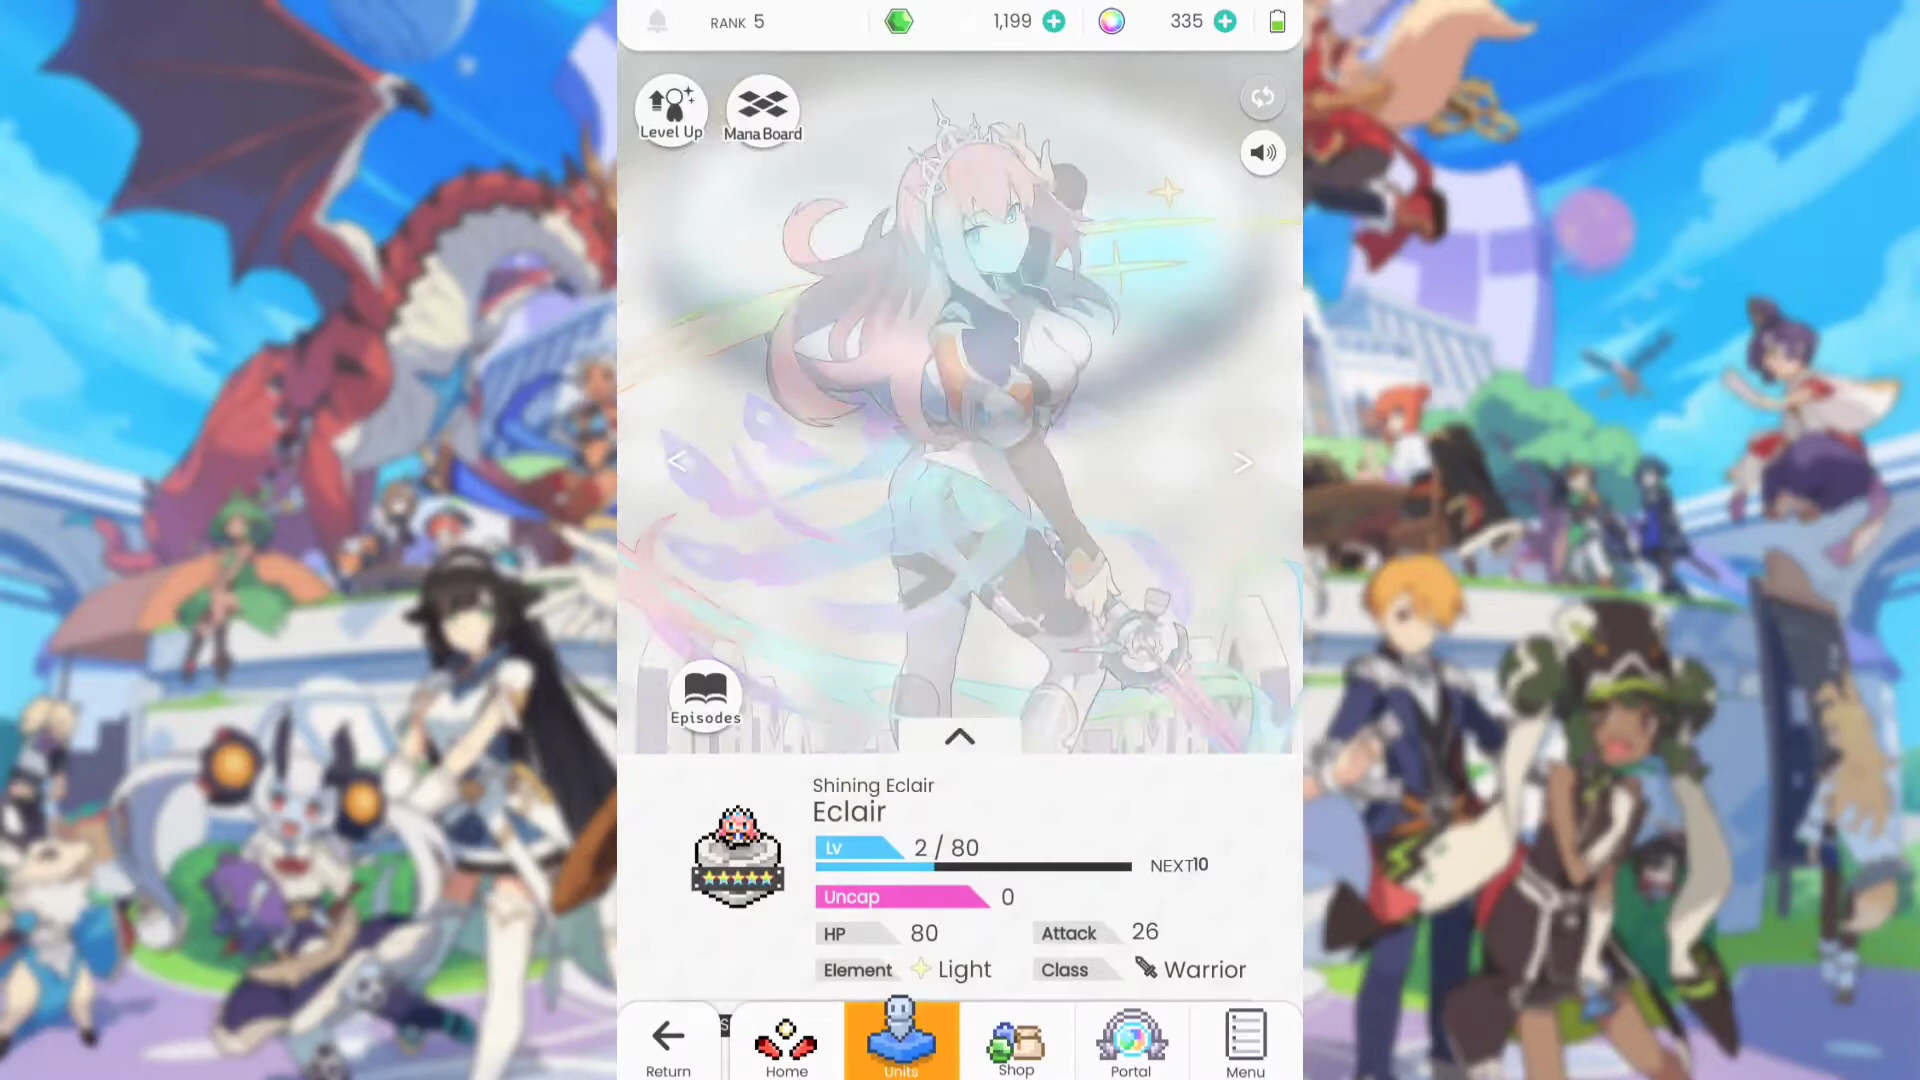 RANK 5
1,199
335
Level Up
Mana Board
Episodes
Shining Eclair
Eclair
Lv 2 / 80
NEXT10
Uncap 0
HP 80
Attack 26
Element Light
Class Warrior
Return
Home
Units
Shop
Portal
Menu